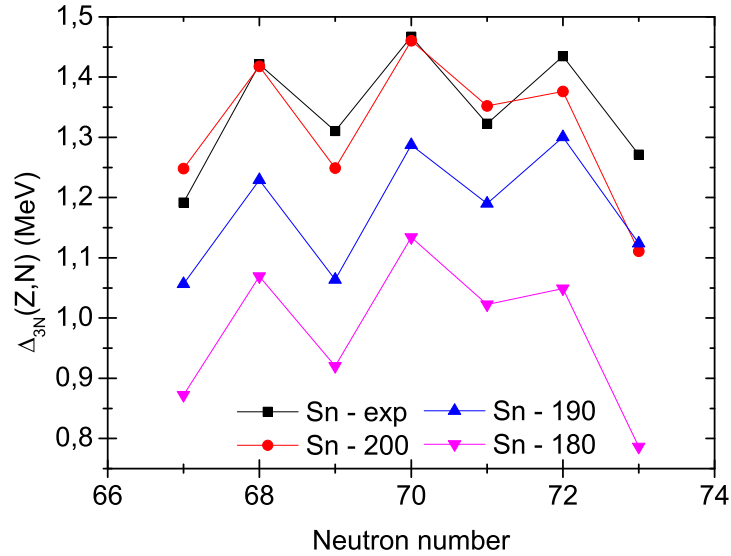 1,5
1,4
1,3
1,2
1,1
1,0
0,9
0,8
Δ3N(Z,N) (MeV)
Sn - exp
Sn - 190
Sn - 200
Sn - 180
66 68 70 72 74
Neutron number